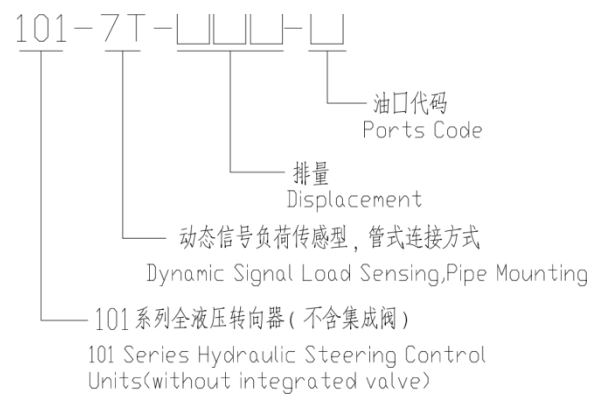 101-7T-□□□-□
油口代码
Ports Code
排量
Displacement
动态信号负荷传感型，管式连接方式
Dynamic Signal Load Sensing,Pipe Mounting
101系列全液压转向器(不含集成阀)
101 Series Hydraulic Steering Control
Units(without integrated valve)